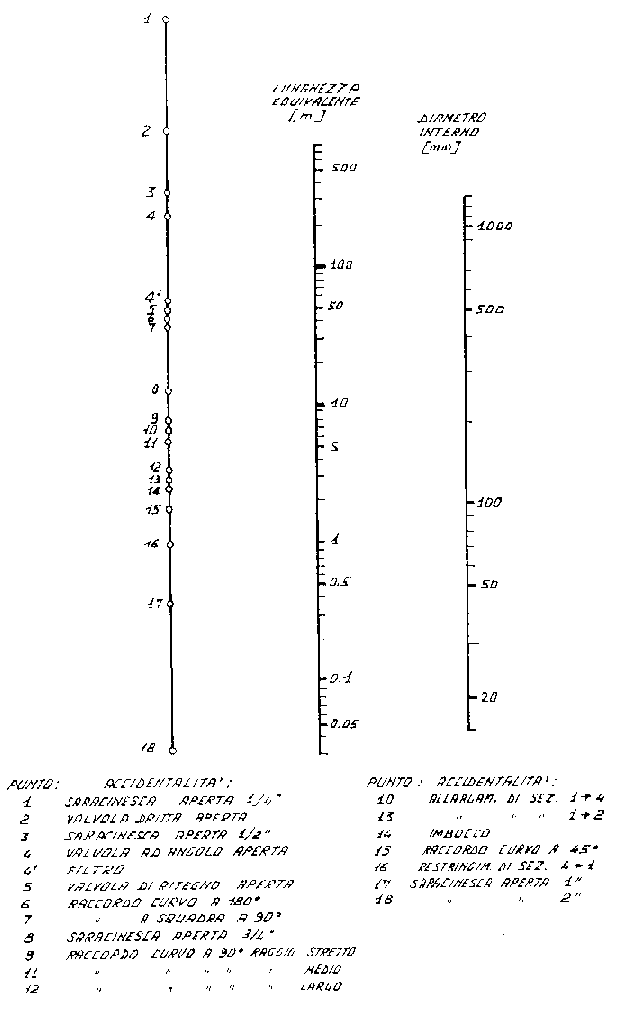 1
2
3
4
4'
5
6
7
8
9
10
11
12
13
14
15
16
17
18
LUNGHEZZA
EQUIVALENTE
[m]
500
100
50
10
5
1
0.5
0.1
0.05
DIAMETRO
INTERNO
[mm]
1000
500
100
50
20
PUNTO: ACCIDENTALITA':
1 SARACINESCA APERTA 1/4"
2 VALVOLA DRITTA APERTA
3 SARACINESCA APERTA 1/2"
4 VALVOLA AD ANGOLO APERTA
4' FILTRO
5 VALVOLA DI RITEGNO APERTA
6 RACCORDO CURVO A 180°
7 " A SQUADRA A 90°
8 SARACINESCA APERTA 3/4"
9 RACCORDO CURVO A 90° RAGGIO STRETTO
11 " " " " " MEDIO
12 " " " " " LARGO
PUNTO: ACCIDENTALITA':
10 ALLARGAM. DI SEZ. 1→4
13 " " " 1→2
14 IMBOCCO
15 RACCORDO CURVO A 45°
16 RESTRINGIM. DI SEZ. 4→1
17 SARACINESCA APERTA 1"
18 " " 2"